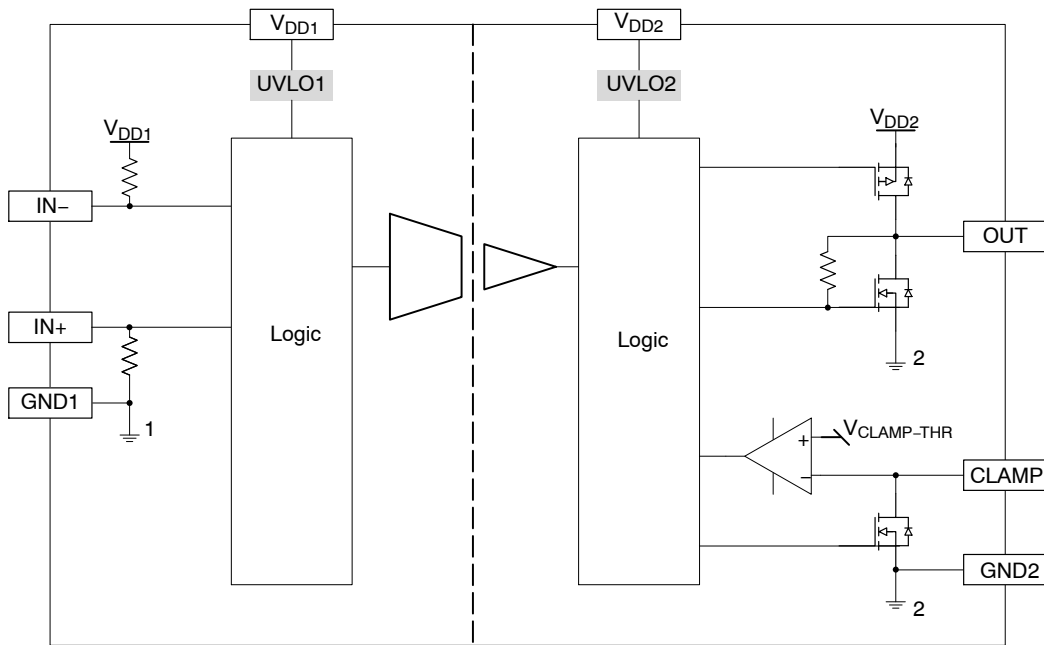 VDD1
VDD2
UVLO1
UVLO2
VDD1
VDD2
IN−
OUT
IN+
2
Logic
Logic
GND1
1
VCLAMP−THR
+
−
CLAMP
GND2
2